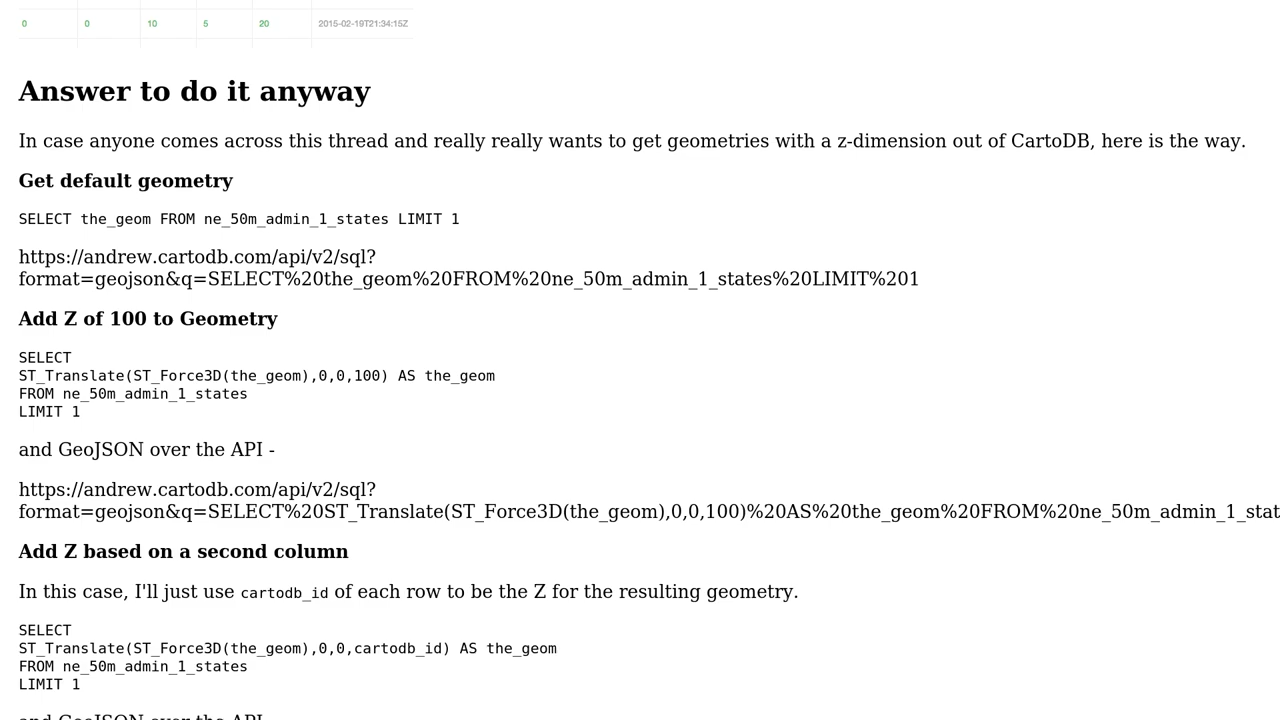 0 0 10 5 20 2015-02-19T21:34:15Z
Answer to do it anyway
In case anyone comes across this thread and really really wants to get geometries with a z-dimension out of CartoDB, here is the way.
Get default geometry
SELECT the_geom FROM ne_50m_admin_1_states LIMIT 1
https://andrew.cartodb.com/api/v2/sql?
format=geojson&q=SELECT%20the_geom%20FROM%20ne_50m_admin_1_states%20LIMIT%201
Add Z of 100 to Geometry
SELECT
ST_Translate(ST_Force3D(the_geom),0,0,100) AS the_geom
FROM ne_50m_admin_1_states
LIMIT 1
and GeoJSON over the API -
https://andrew.cartodb.com/api/v2/sql?
format=geojson&q=SELECT%20ST_Translate(ST_Force3D(the_geom),0,0,100)%20AS%20the_geom%20FROM%20ne_50m_admin_1_stat
Add Z based on a second column
In this case, I'll just use cartodb_id of each row to be the Z for the resulting geometry.
SELECT
ST_Translate(ST_Force3D(the_geom),0,0,cartodb_id) AS the_geom
FROM ne_50m_admin_1_states
LIMIT 1
and GeoJSON over the API